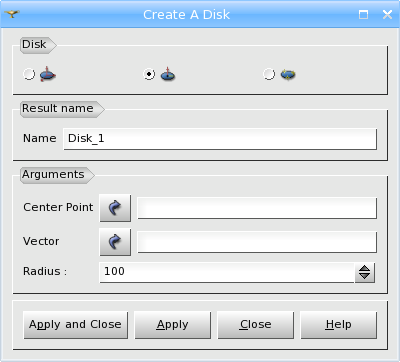 Create A Disk
Disk
Result name
Name Disk_1
Arguments
Center Point
Vector
Radius : 100
Apply and Close Apply Close Help